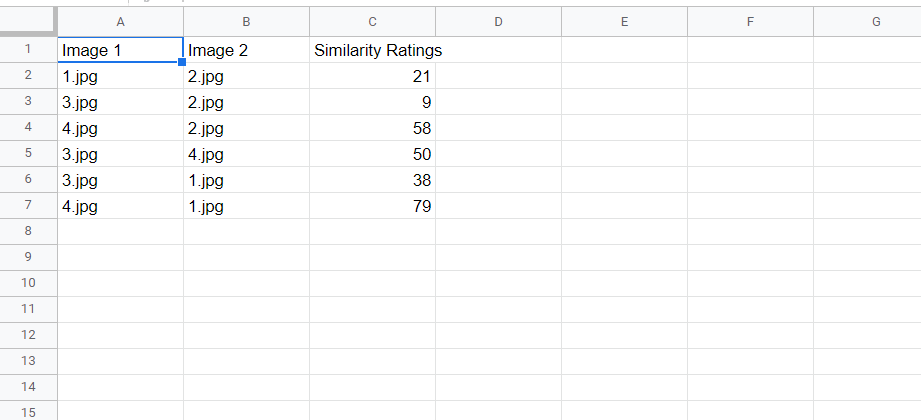 A B C D E F G
1 Image 1 Image 2 Similarity Ratings
2 1.jpg 2.jpg 21
3 3.jpg 2.jpg 9
4 4.jpg 2.jpg 58
5 3.jpg 4.jpg 50
6 3.jpg 1.jpg 38
7 4.jpg 1.jpg 79
8
9
10
11
12
13
14
15